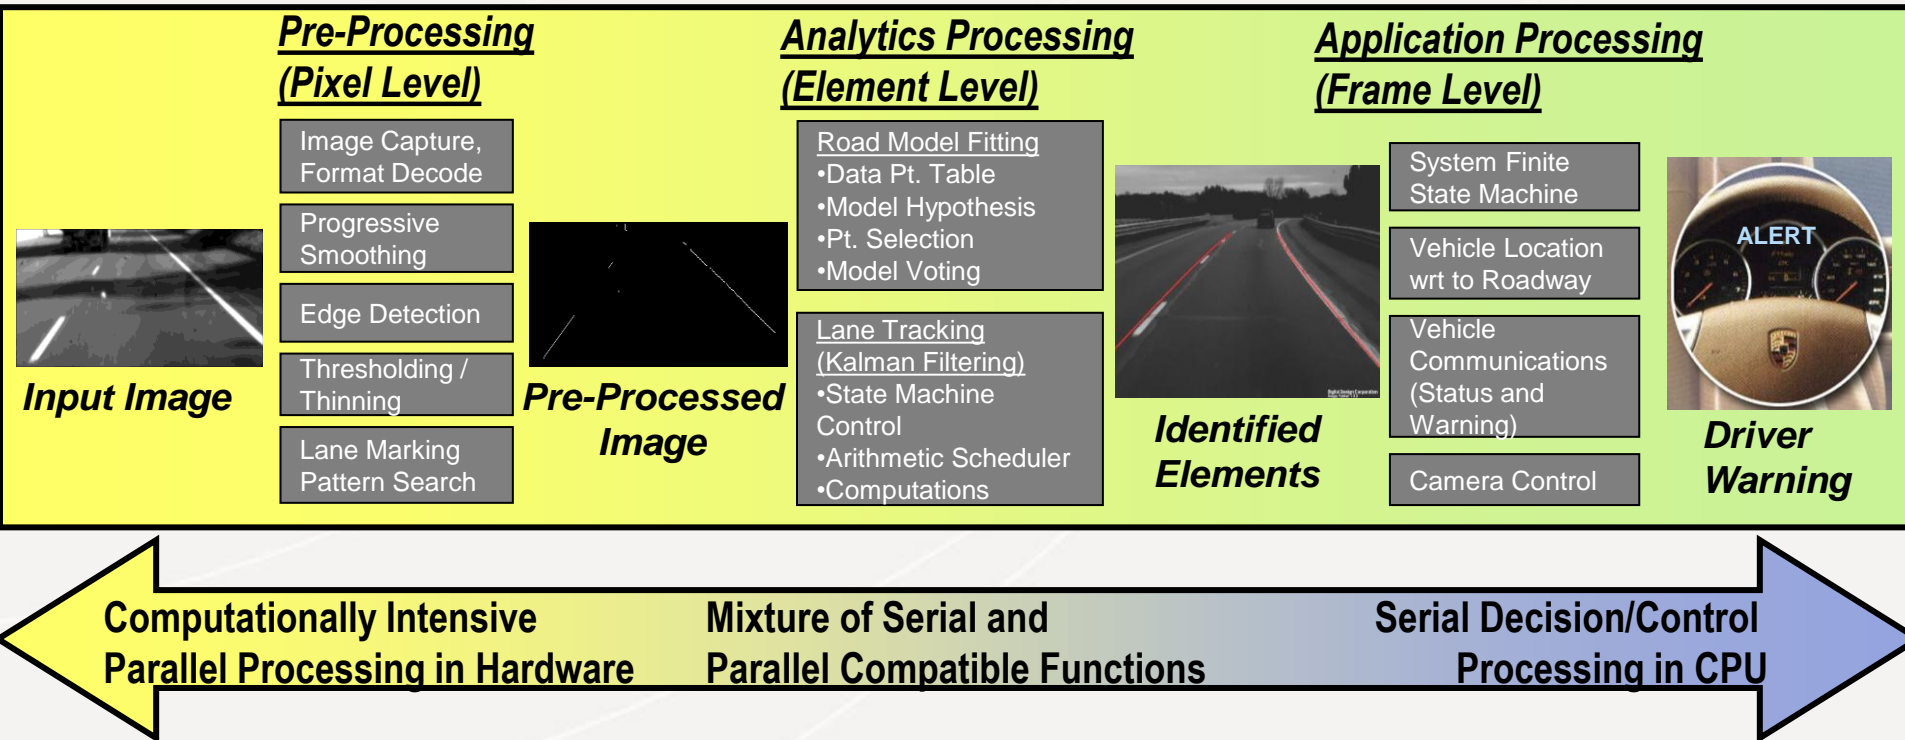 Pre-Processing
(Pixel Level)
Image Capture,
Format Decode
Progressive
Smoothing
Edge Detection
Thresholding /
Thinning
Lane Marking
Pattern Search
Input Image
Pre-Processed
Image
Analytics Processing
(Element Level)
Road Model Fitting
•Data Pt. Table
•Model Hypothesis
•Pt. Selection
•Model Voting
Lane Tracking
(Kalman Filtering)
•State Machine
Control
•Arithmetic Scheduler
•Computations
Identified
Elements
Application Processing
(Frame Level)
System Finite
State Machine
Vehicle Location
wrt to Roadway
Vehicle
Communications
(Status and
Warning)
Camera Control
ALERT
Driver
Warning
Computationally Intensive
Parallel Processing in Hardware
Mixture of Serial and
Parallel Compatible Functions
Serial Decision/Control
Processing in CPU